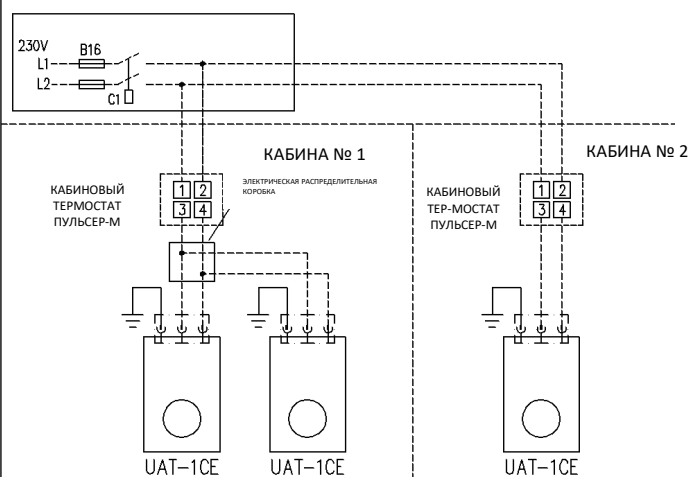 230V
B16
L1
L2
C1
КАБИНА № 1
КАБИНА № 2
КАБИНОВЫЙ
ТЕРМОСТАТ
ПУЛЬСЕР-М
1 2
3 4
ЭЛЕКТРИЧЕСКАЯ РАСПРЕДЕЛИТЕЛЬНАЯ
КОРОБКА
КАБИНОВЫЙ
ТЕР-МОСТАТ
ПУЛЬСЕР-М
1 2
3 4
UAT-1CE
UAT-1CE
UAT-1CE